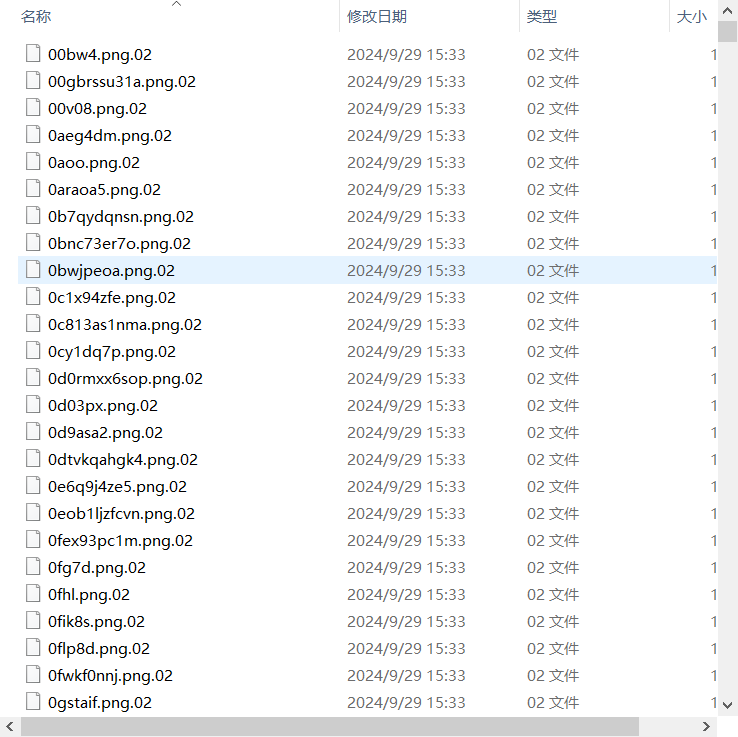 名称 修改日期 类型 大小
00bw4.png.02 2024/9/29 15:33 02 文件 1
00gbrssu31a.png.02 2024/9/29 15:33 02 文件 1
00v08.png.02 2024/9/29 15:33 02 文件 1
0aeg4dm.png.02 2024/9/29 15:33 02 文件 1
0aoo.png.02 2024/9/29 15:33 02 文件 1
0araoa5.png.02 2024/9/29 15:33 02 文件 1
0b7qydqnsn.png.02 2024/9/29 15:33 02 文件 1
0bnc73er7o.png.02 2024/9/29 15:33 02 文件 1
0bwjpeoa.png.02 2024/9/29 15:33 02 文件 1
0c1x94zfe.png.02 2024/9/29 15:33 02 文件 1
0c813as1nma.png.02 2024/9/29 15:33 02 文件 1
0cy1dq7p.png.02 2024/9/29 15:33 02 文件 1
0d0rmxx6sop.png.02 2024/9/29 15:33 02 文件 1
0d03px.png.02 2024/9/29 15:33 02 文件 1
0d9asa2.png.02 2024/9/29 15:33 02 文件 1
0dtvkqahgk4.png.02 2024/9/29 15:33 02 文件 1
0e6q9j4ze5.png.02 2024/9/29 15:33 02 文件 1
0eob1ljzfcvn.png.02 2024/9/29 15:33 02 文件 1
0fex93pc1m.png.02 2024/9/29 15:33 02 文件 1
0fg7d.png.02 2024/9/29 15:33 02 文件 1
0fhl.png.02 2024/9/29 15:33 02 文件 1
0fik8s.png.02 2024/9/29 15:33 02 文件 1
0flp8d.png.02 2024/9/29 15:33 02 文件 1
0fwkf0nnj.png.02 2024/9/29 15:33 02 文件 1
0gstaif.png.02 2024/9/29 15:33 02 文件 1